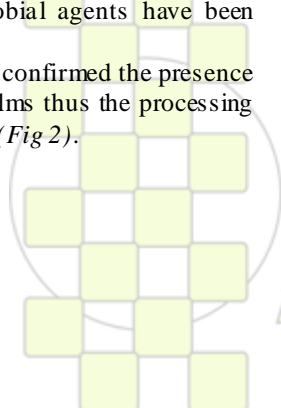 obial agents have been
confirmed the presence
lms thus the processing
(Fig 2).